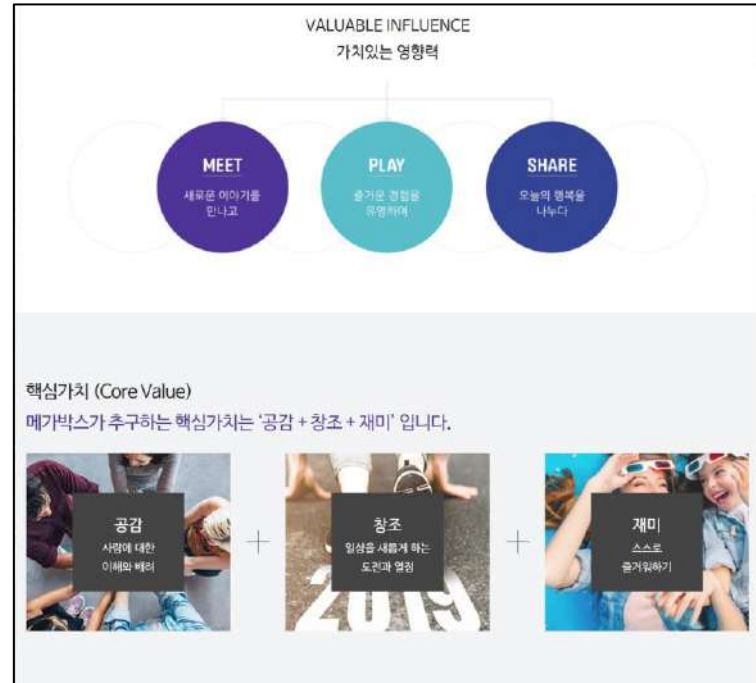 VALUABLE INFLUENCE
가치있는 영향력
MEET
새로운 이야기를
만나고
PLAY
즐거운 경험을
유영하며
SHARE
오늘의 행복을
나누다
핵심가치 (Core Value)
메가박스가 추구하는 핵심가치는 ‘공감 + 창조 + 재미’ 입니다.
공감
사람에 대한
이해와 배려
+
창조
일상을 새롭게 하는
도전과 열정
2019
+
재미
스스로
즐거워하기